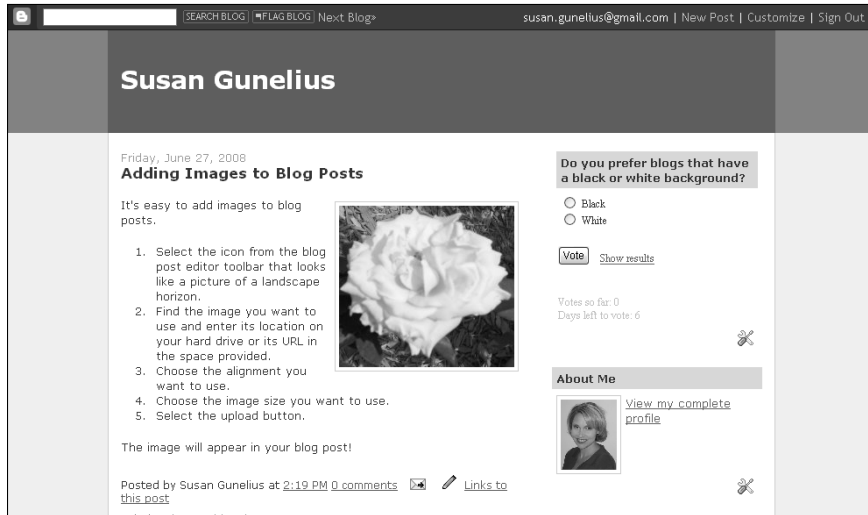 SEARCH BLOG FLAG BLOG Next Blog»
susan.gunelius@gmail.com | New Post | Customize | Sign Out
Susan Gunelius
Friday, June 27, 2008
Adding Images to Blog Posts
It's easy to add images to blog
posts.
1. Select the icon from the blog
post editor toolbar that looks
like a picture of a landscape
horizon.
2. Find the image you want to
use and enter its location on
your hard drive or its URL in
the space provided.
3. Choose the alignment you
want to use.
4. Choose the image size you want to use.
5. Select the upload button.
The image will appear in your blog post!
Posted by Susan Gunelius at 2:19 PM 0 comments Links to
this post
Do you prefer blogs that have
a black or white background?
Black
White
Vote Show results
Votes so far: 0
Days left to vote: 6
About Me
View my complete
profile